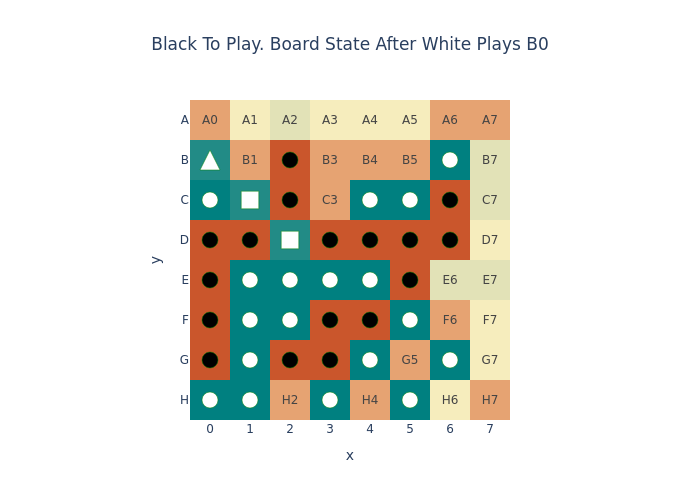 Black To Play. Board State After White Plays B0
A A0 A1 A2 A3 A4 A5 A6 A7
B B1 B3 B4 B5 B7
C C3 C7
D D7
y
E E6 E7
F F6 F7
G G5 G7
H H2 H4 H6 H7
0 1 2 3 4 5 6 7
x